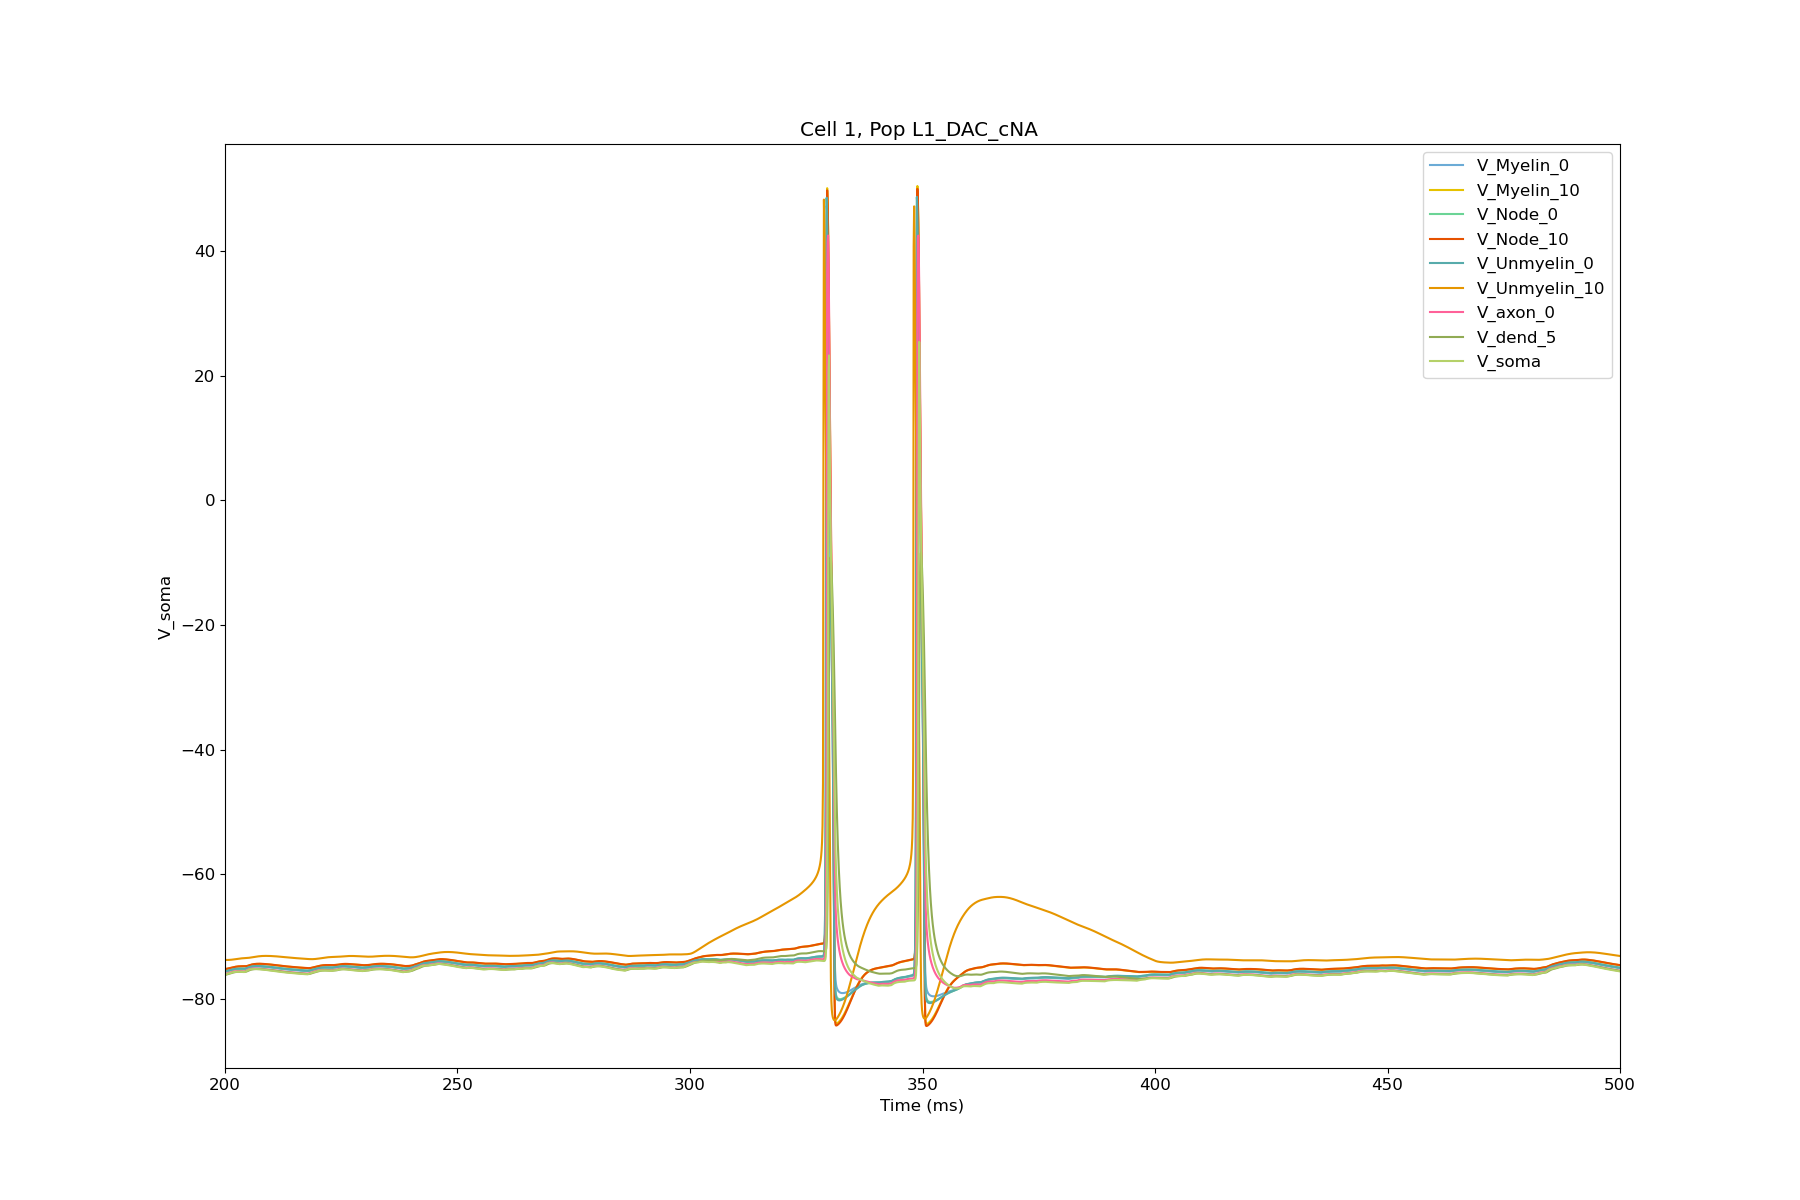 Cell 1, Pop L1_DAC_cNA
V_Myelin_0
V_Myelin_10
V_Node_0
V_Node_10
V_Unmyelin_0
V_Unmyelin_10
V_axon_0
V_dend_5
V_soma
40
20
0
−20
−40
−60
−80
V_soma
200 250 300 350 400 450 500
Time (ms)